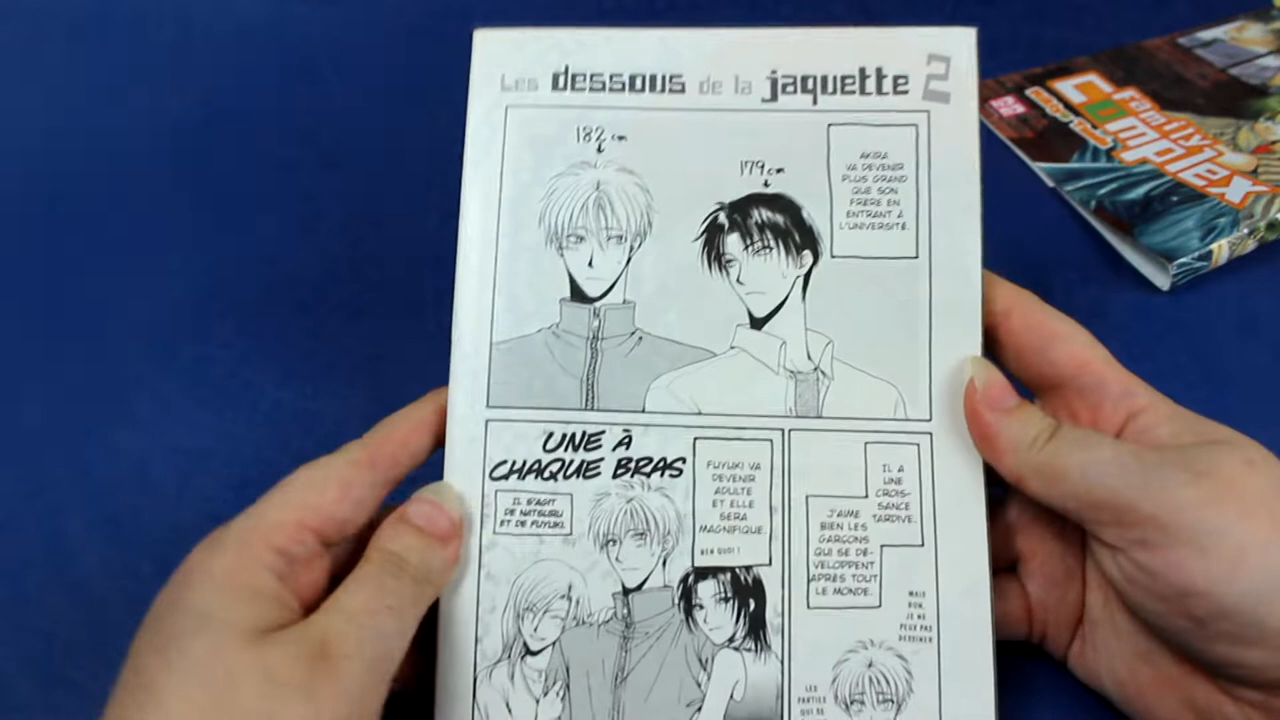 Les dessous de la jaquette 2
182 cm
179 cm
AKIRA
VA DEVENIR
PLUS GRAND
QUE SON
FRÈRE EN
ENTRANT À
L'UNIVERSITÉ.
UNE À
CHAQUE BRAS
IL S'AGIT
DE NATSURU
ET DE FUYUKI.
FUYUKI VA
DEVENIR
ADULTE
ET ELLE
SERA
MAGNIFIQUE.
BEN QUOI !
IL A
UNE
CROIS-
SANCE
TARDIVE.
J'AIME
BIEN LES
GARÇONS
QUI SE DÉ-
VELOPPENT
APRÈS TOUT
LE MONDE.
MAIS
BON,
JE NE
PEUX PAS
DESSINER
LES
PARTIES
QUI SE
Family
Complex